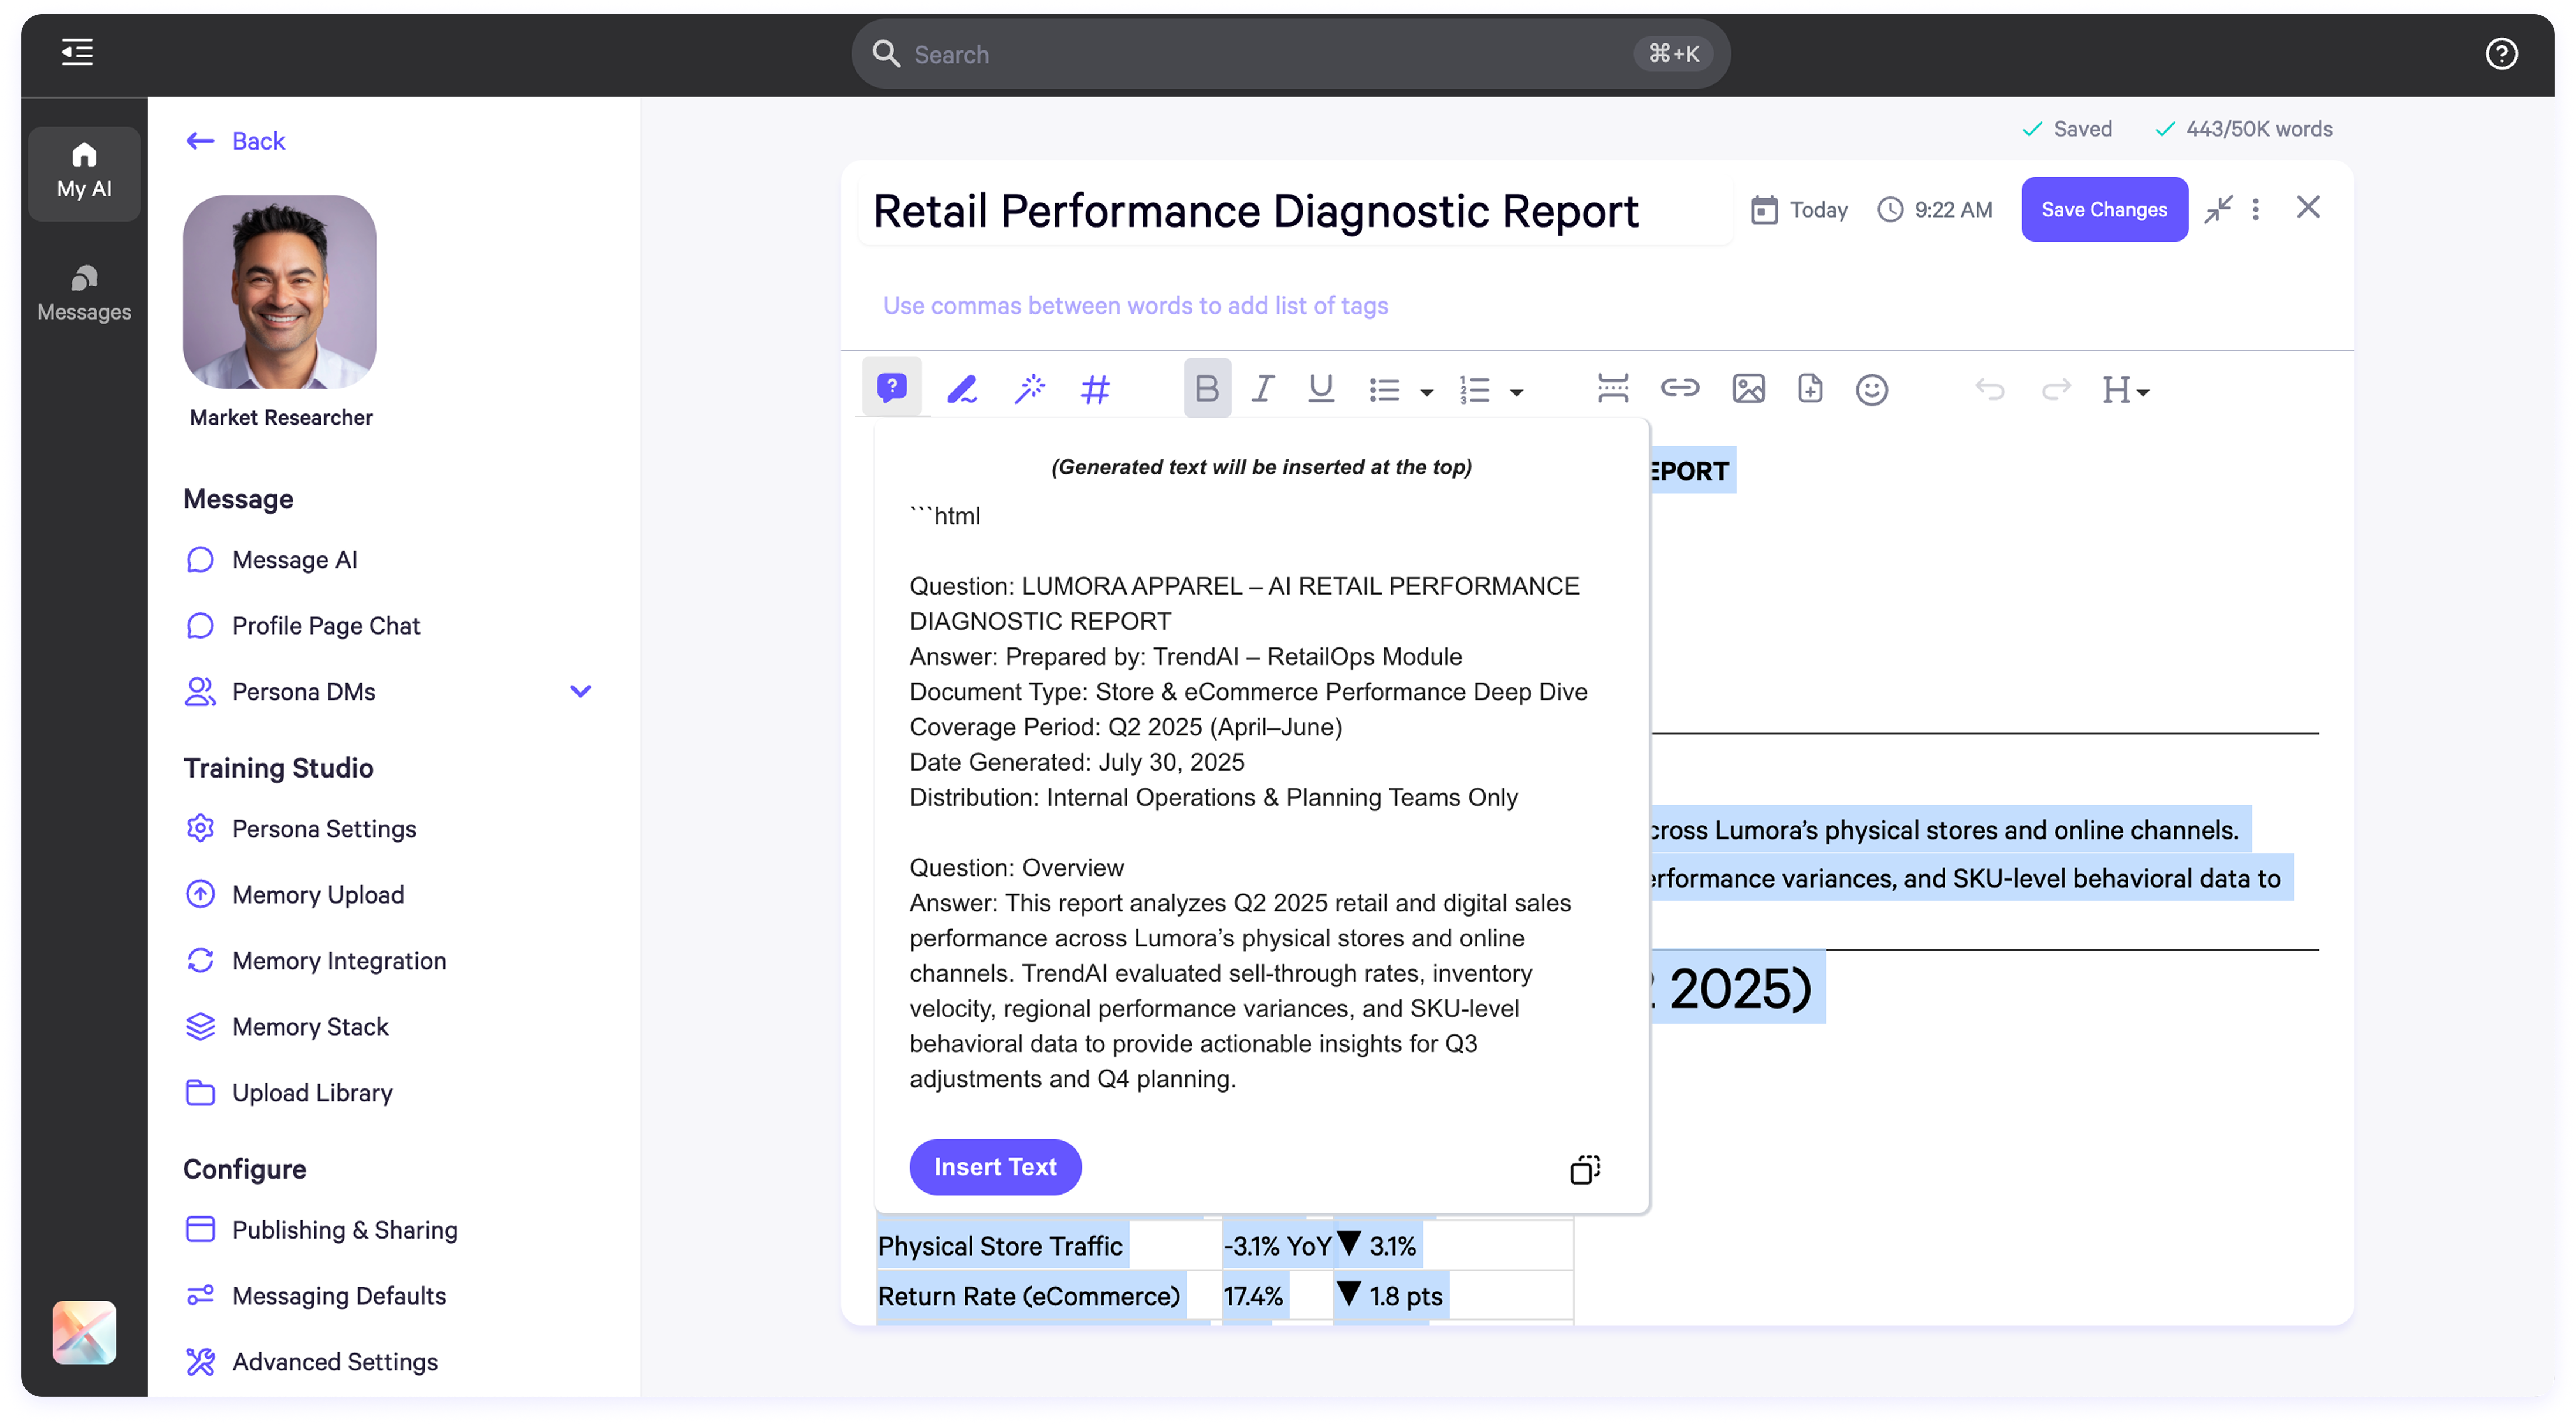 Search
⌘+K
My AI
Messages
Back
Market Researcher
Message
Message AI
Profile Page Chat
Persona DMs
Training Studio
Persona Settings
Memory Upload
Memory Integration
Memory Stack
Upload Library
Configure
Publishing & Sharing
Messaging Defaults
Advanced Settings
Saved
443/50K words
Retail Performance Diagnostic Report
Today
9:22 AM
Save Changes
Use commas between words to add list of tags
(Generated text will be inserted at the top)
```html
Question: LUMORA APPAREL – AI RETAIL PERFORMANCE
DIAGNOSTIC REPORT
Answer: Prepared by: TrendAI – RetailOps Module
Document Type: Store & eCommerce Performance Deep Dive
Coverage Period: Q2 2025 (April–June)
Date Generated: July 30, 2025
Distribution: Internal Operations & Planning Teams Only
Question: Overview
Answer: This report analyzes Q2 2025 retail and digital sales
performance across Lumora’s physical stores and online
channels. TrendAI evaluated sell-through rates, inventory
velocity, regional performance variances, and SKU-level
behavioral data to provide actionable insights for Q3
adjustments and Q4 planning.
Insert Text
EPORT
cross Lumora’s physical stores and online channels.
erformance variances, and SKU-level behavioral data to
2025)
Physical Store Traffic -3.1% YoY ▼ 3.1%
Return Rate (eCommerce) 17.4% ▼ 1.8 pts